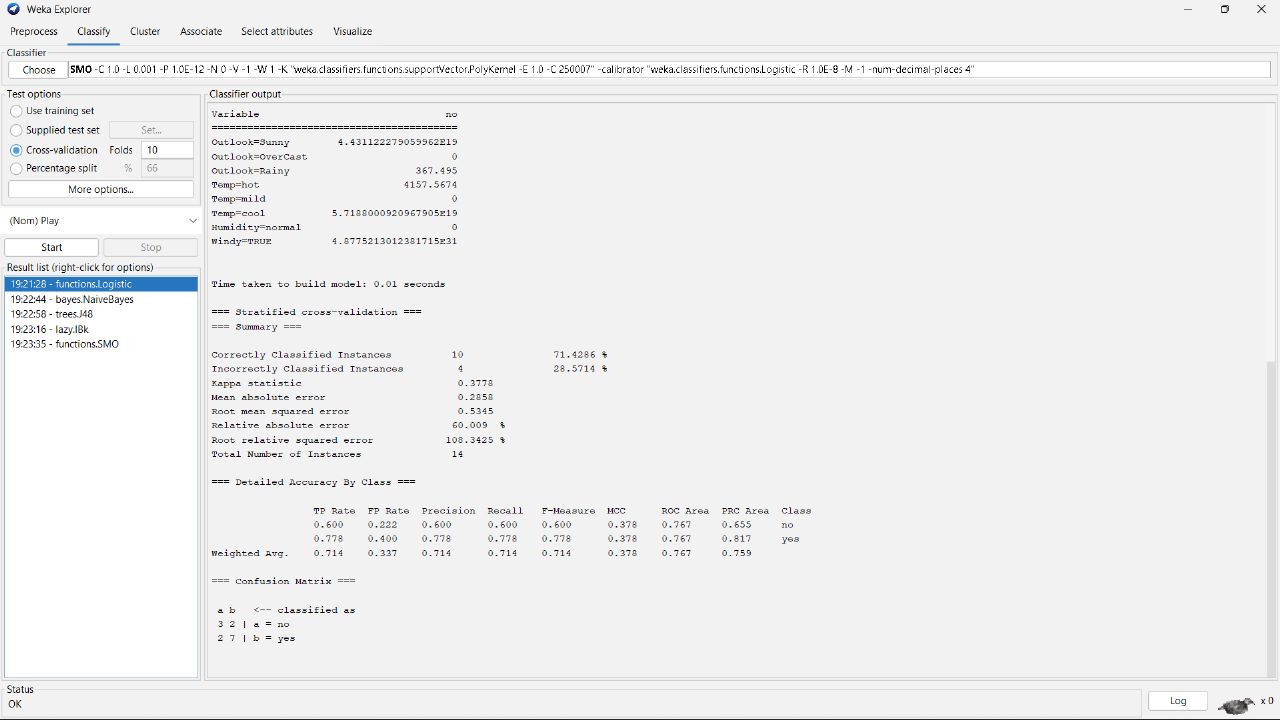 Weka Explorer
Preprocess Classify Cluster Associate Select attributes Visualize
Classifier
Choose SMO -C 1.0 -L 0.001 -P 1.0E-12 -N 0 -V -1 -W 1 -K "weka.classifiers.functions.supportVector.PolyKernel -E 1.0 -C 250007" -calibrator "weka.classifiers.functions.Logistic -R 1.0E-8 -M -1 -num-decimal-places 4"
Test options
Use training set
Supplied test set Set...
Cross-validation Folds 10
Percentage split % 66
More options...
(Nom) Play
Start Stop
Result list (right-click for options)
19:21:28 - functions.Logistic
19:22:44 - bayes.NaiveBayes
19:22:58 - trees.J48
19:23:16 - lazy.IBk
19:23:35 - functions.SMO
Classifier output
Variable no
=========================================
Outlook=Sunny 4.431122279059962E19
Outlook=OverCast 0
Outlook=Rainy 367.495
Temp=hot 4157.5674
Temp=mild 0
Temp=cool 5.7188000920967905E19
Humidity=normal 0
Windy=TRUE 4.8775213012381715E31
Time taken to build model: 0.01 seconds
=== Stratified cross-validation ===
=== Summary ===
Correctly Classified Instances 10 71.4286 %
Incorrectly Classified Instances 4 28.5714 %
Kappa statistic 0.3778
Mean absolute error 0.2858
Root mean squared error 0.5345
Relative absolute error 60.009 %
Root relative squared error 108.3425 %
Total Number of Instances 14
=== Detailed Accuracy By Class ===
TP Rate FP Rate Precision Recall F-Measure MCC ROC Area PRC Area Class
0.600 0.222 0.600 0.600 0.600 0.378 0.767 0.655 no
0.778 0.400 0.778 0.778 0.778 0.378 0.767 0.817 yes
Weighted Avg. 0.714 0.337 0.714 0.714 0.714 0.378 0.767 0.759
=== Confusion Matrix ===
a b <-- classified as
3 2 | a = no
2 7 | b = yes
Status
OK
Log
x 0